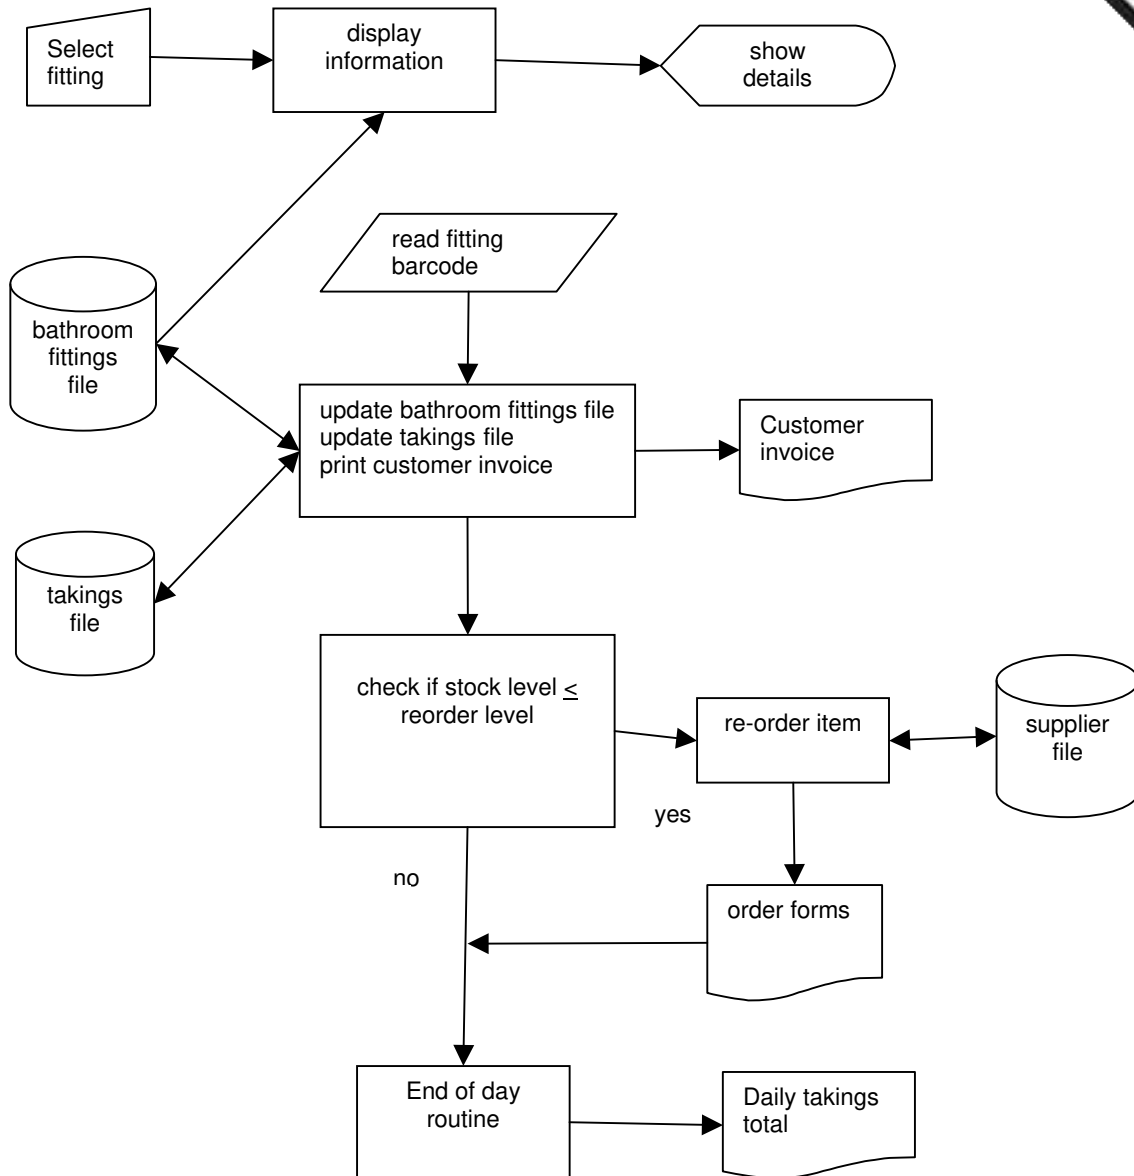 Select
fitting
display
information
show
details
read fitting
barcode
bathroom
fittings
file
update bathroom fittings file
update takings file
print customer invoice
Customer
invoice
takings
file
check if stock level ≤
reorder level
re-order item
supplier
file
yes
no
order forms
End of day
routine
Daily takings
total